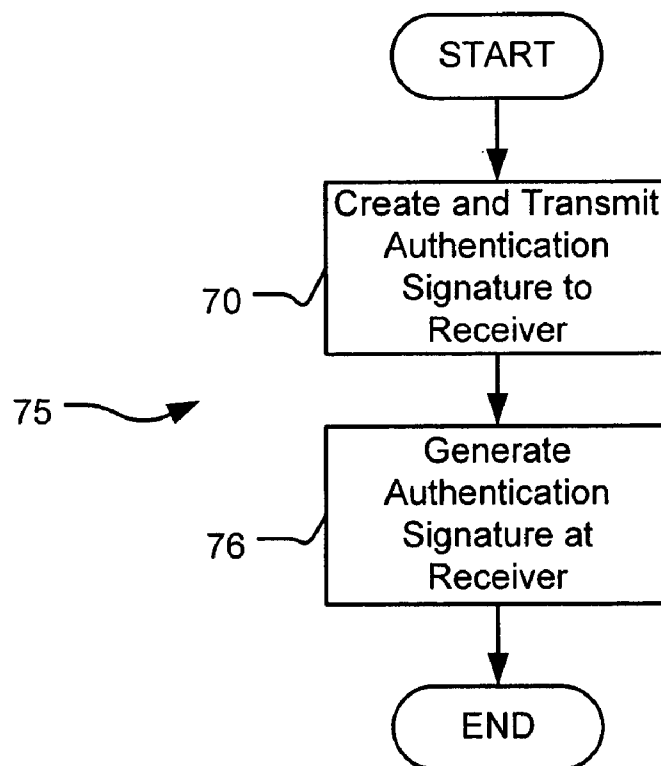 START
Create and Transmit
Authentication
Signature to
Receiver
70
75
Generate
Authentication
Signature at
Receiver
76
END